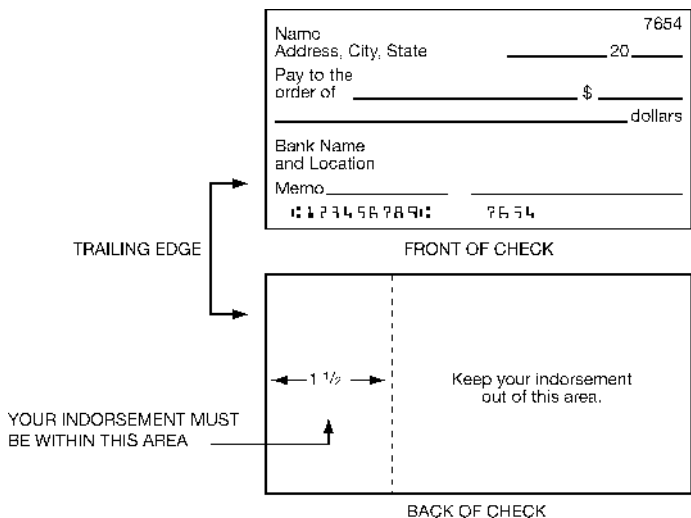 7654
Name
Address, City, State 20
Pay to the
order of $
dollars
Bank Name
and Location
Memo
⑆123456789⑆ 7654
TRAILING EDGE
FRONT OF CHECK
1 1/2
Keep your indorsement
out of this area.
YOUR INDORSEMENT MUST
BE WITHIN THIS AREA
BACK OF CHECK